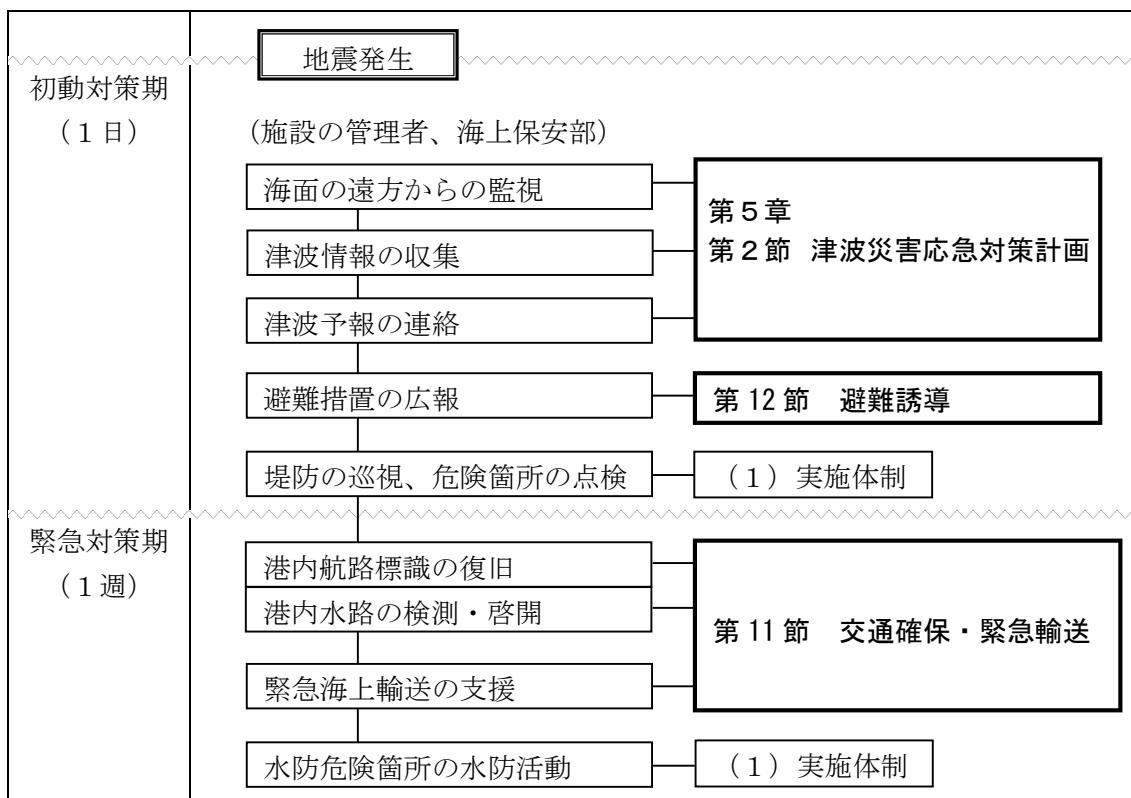 地震発生
初動対策期
（１日）
（施設の管理者、海上保安部）
海面の遠方からの監視
津波情報の収集
津波予報の連絡
第５章
第２節 津波災害応急対策計画
避難措置の広報
第 12 節 避難誘導
堤防の巡視、危険箇所の点検
（１）実施体制
緊急対策期
（１週）
港内航路標識の復旧
港内水路の検測・啓開
緊急海上輸送の支援
第 11 節 交通確保・緊急輸送
水防危険箇所の水防活動
（１）実施体制